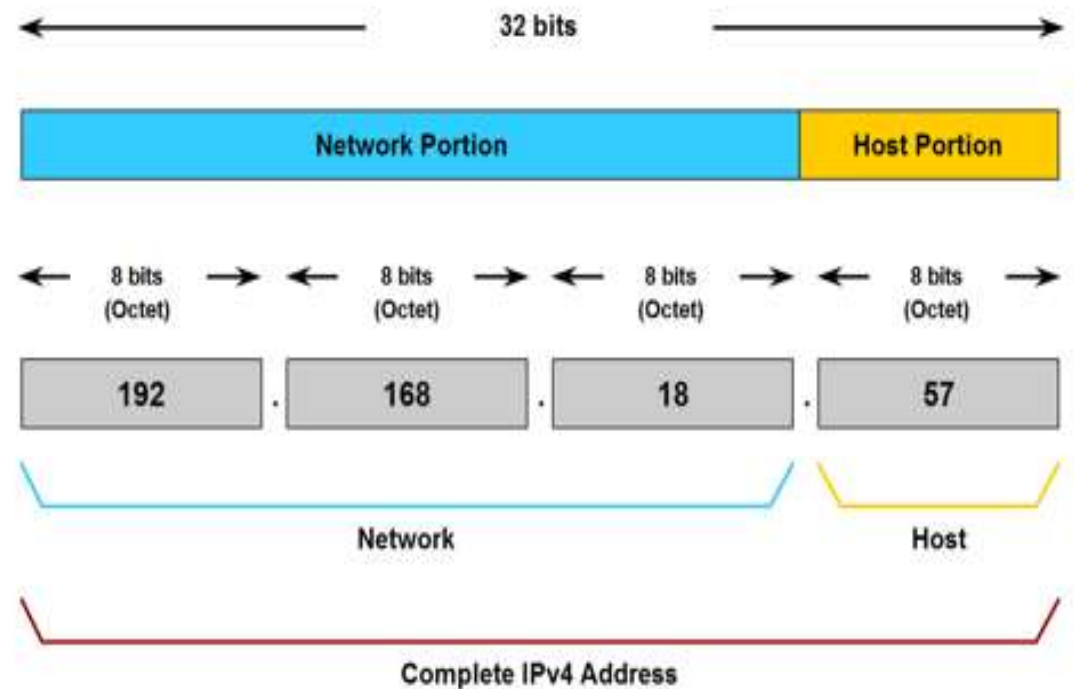 32 bits
Network Portion Host Portion
8 bits 8 bits 8 bits 8 bits
(Octet) (Octet) (Octet) (Octet)
192 . 168 . 18 . 57
Network Host
Complete IPv4 Address